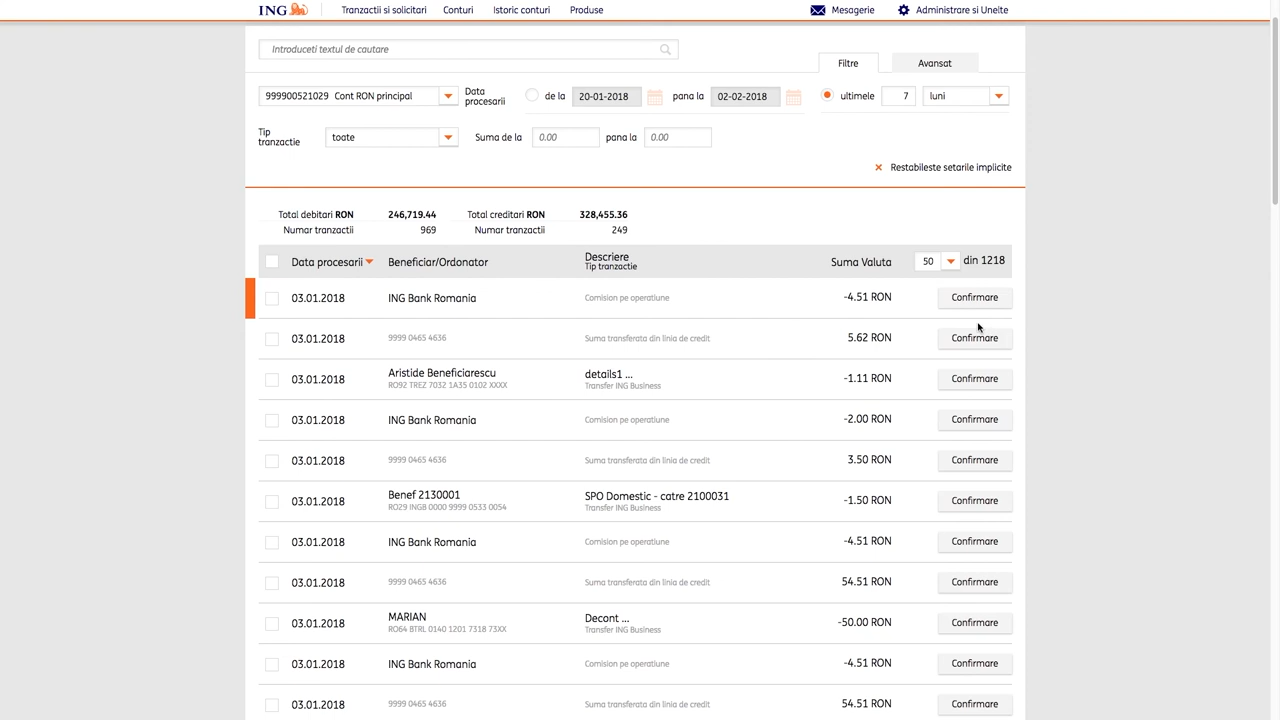 ING Tranzactii si solicitari Conturi Istoric conturi Produse Mesagerie Administrare si Unelte
Introduceti textul de cautare
Filtre Avansat
999900521029 Cont RON principal Data procesarii de la 20-01-2018 pana la 02-02-2018 ultimele 7 luni
Tip tranzactie toate Suma de la 0.00 pana la 0.00
Restabileste setarile implicite
Total debitari RON 246,719.44 Total creditari RON 328,455.36
Numar tranzactii 969 Numar tranzactii 249
Data procesarii Beneficiar/Ordonator Descriere Tip tranzactie Suma Valuta 50 din 1218
03.01.2018 ING Bank Romania Comision pe operatiune -4.51 RON Confirmare
03.01.2018 9999 0465 4636 Suma transferata din linia de credit 5.62 RON Confirmare
03.01.2018 Aristide Beneficiarescu details1 ... -1.11 RON Confirmare
RO92 TREZ 7032 1A35 0102 XXXX Transfer ING Business
03.01.2018 ING Bank Romania Comision pe operatiune -2.00 RON Confirmare
03.01.2018 9999 0465 4636 Suma transferata din linia de credit 3.50 RON Confirmare
03.01.2018 Benef 2130001 SPO Domestic - catre 2100031 -1.50 RON Confirmare
RO29 INGB 0000 9999 0533 0054 Transfer ING Business
03.01.2018 ING Bank Romania Comision pe operatiune -4.51 RON Confirmare
03.01.2018 9999 0465 4636 Suma transferata din linia de credit 54.51 RON Confirmare
03.01.2018 MARIAN Decont ... -50.00 RON Confirmare
RO64 BTRL 0140 1201 7318 73XX Transfer ING Business
03.01.2018 ING Bank Romania Comision pe operatiune -4.51 RON Confirmare
03.01.2018 9999 0465 4636 Suma transferata din linia de credit 54.51 RON Confirmare